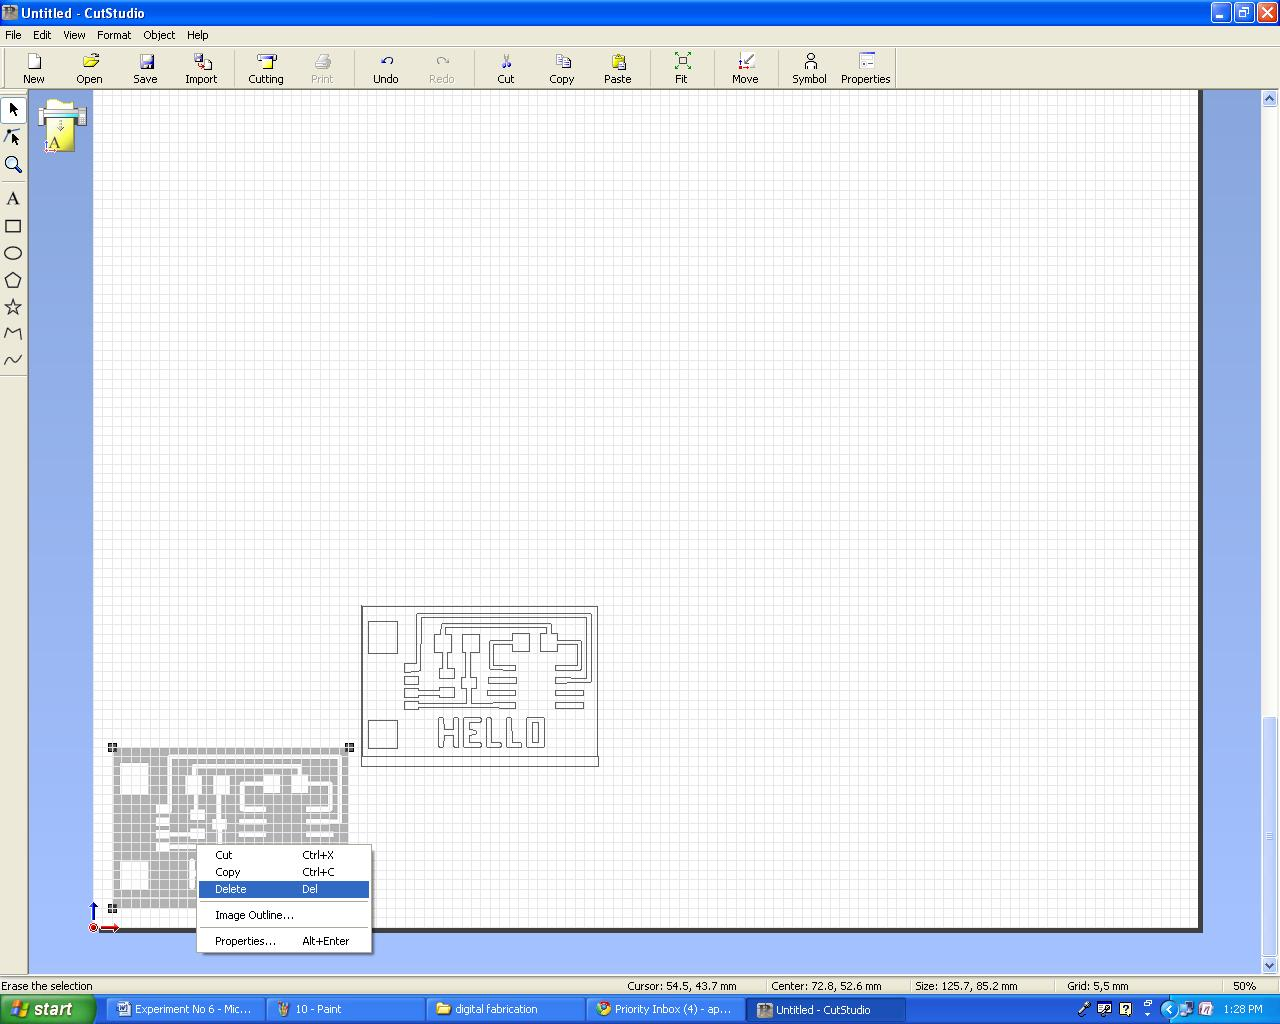 Untitled - CutStudio
File Edit View Format Object Help
New Open Save Import Cutting Print Undo Redo Cut Copy Paste Fit Move Symbol Properties
A
A
HELLO
Cut Ctrl+X
Copy Ctrl+C
Delete Del
Image Outline...
Properties... Alt+Enter
Erase the selection Cursor: 54.5, 43.7 mm Center: 72.8, 52.6 mm Size: 125.7, 85.2 mm Grid: 5,5 mm 50%
start Experiment No 6 - Mic... 10 - Paint digital fabrication Priority Inbox (4) - ap... Untitled - CutStudio 1:28 PM